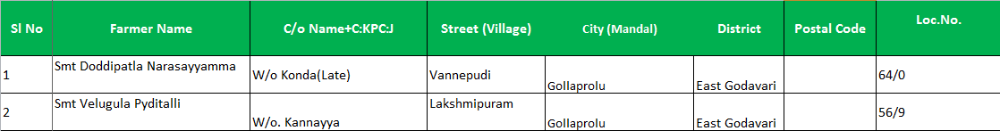 Sl No Farmer Name C/o Name+C:KPC:J Street (Village) City (Mandal) District Postal Code Loc.No.
1 Smt Doddipatla Narasayyamma W/o Konda(Late) Vannepudi Gollaprolu East Godavari 64/0
2 Smt Velugula Pyditalli W/o. Kannayya Lakshmipuram Gollaprolu East Godavari 56/9